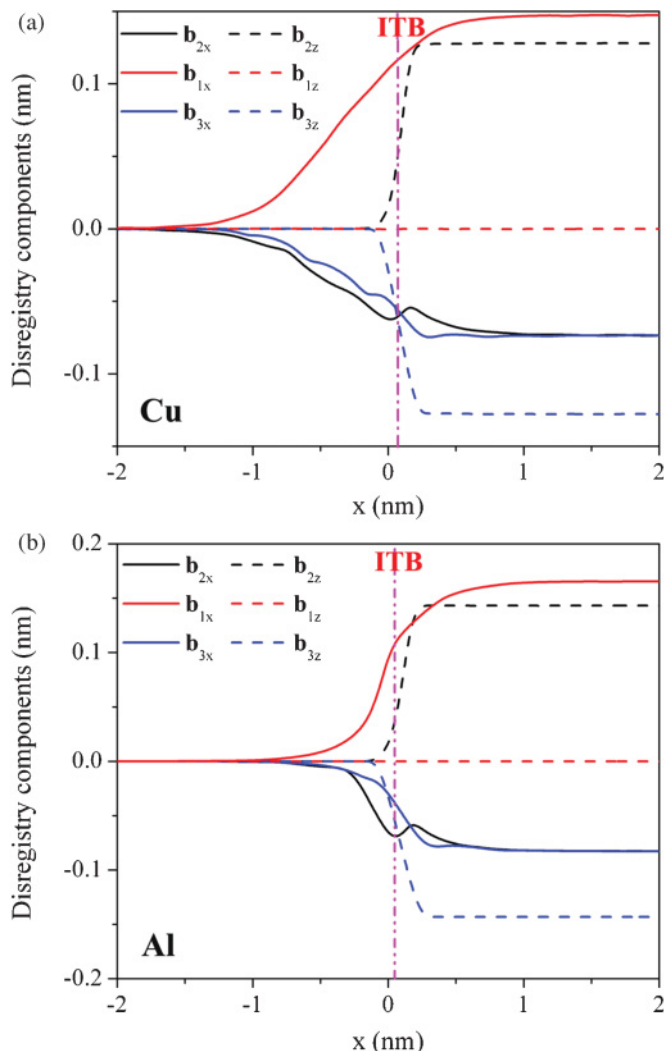 (a)
ITB
b2x b2z
b1x b1z
b3x b3z
0.1
0.0
-0.1
Disregistry components (nm)
Cu
-2 -1 0 1 2
x (nm)
(b)
0.2
ITB
b2x b2z
b1x b1z
b3x b3z
0.1
0.0
-0.1
-0.2
Disregistry components (nm)
Al
-2 -1 0 1 2
x (nm)